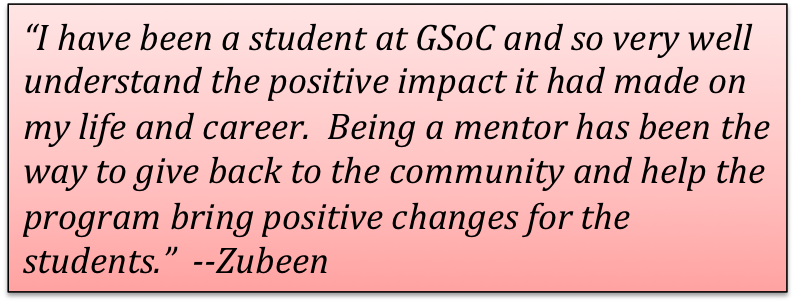 “I have been a student at GSoC and so very well
understand the positive impact it had made on
my life and career.  Being a mentor has been the
way to give back to the community and help the
program bring positive changes for the
students.”  --Zubeen